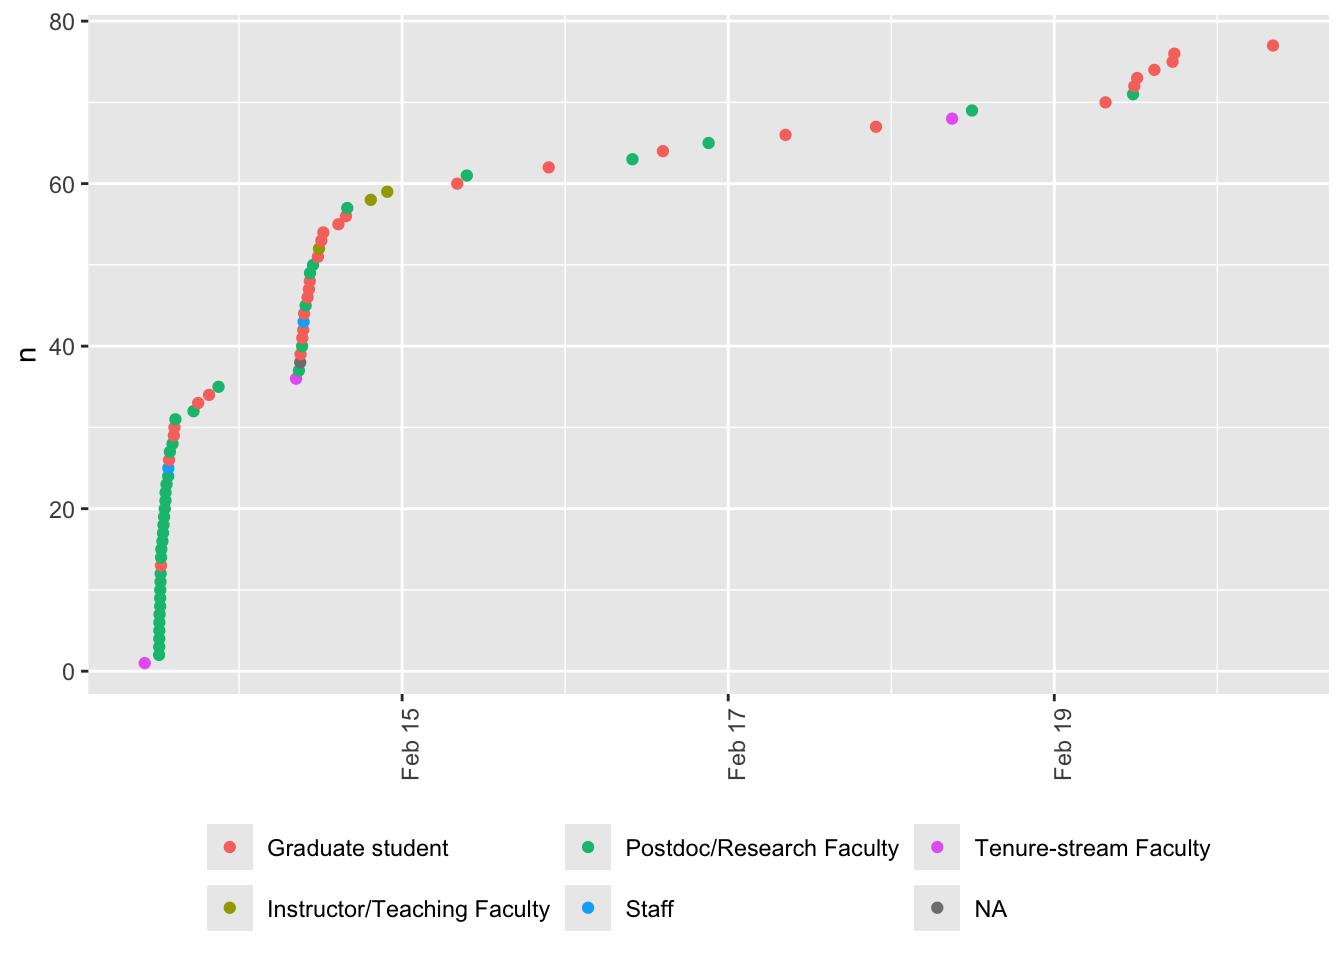 80
60
40
20
0
n
Feb 15
Feb 17
Feb 19
Graduate student
Postdoc/Research Faculty
Tenure-stream Faculty
Instructor/Teaching Faculty
Staff
NA